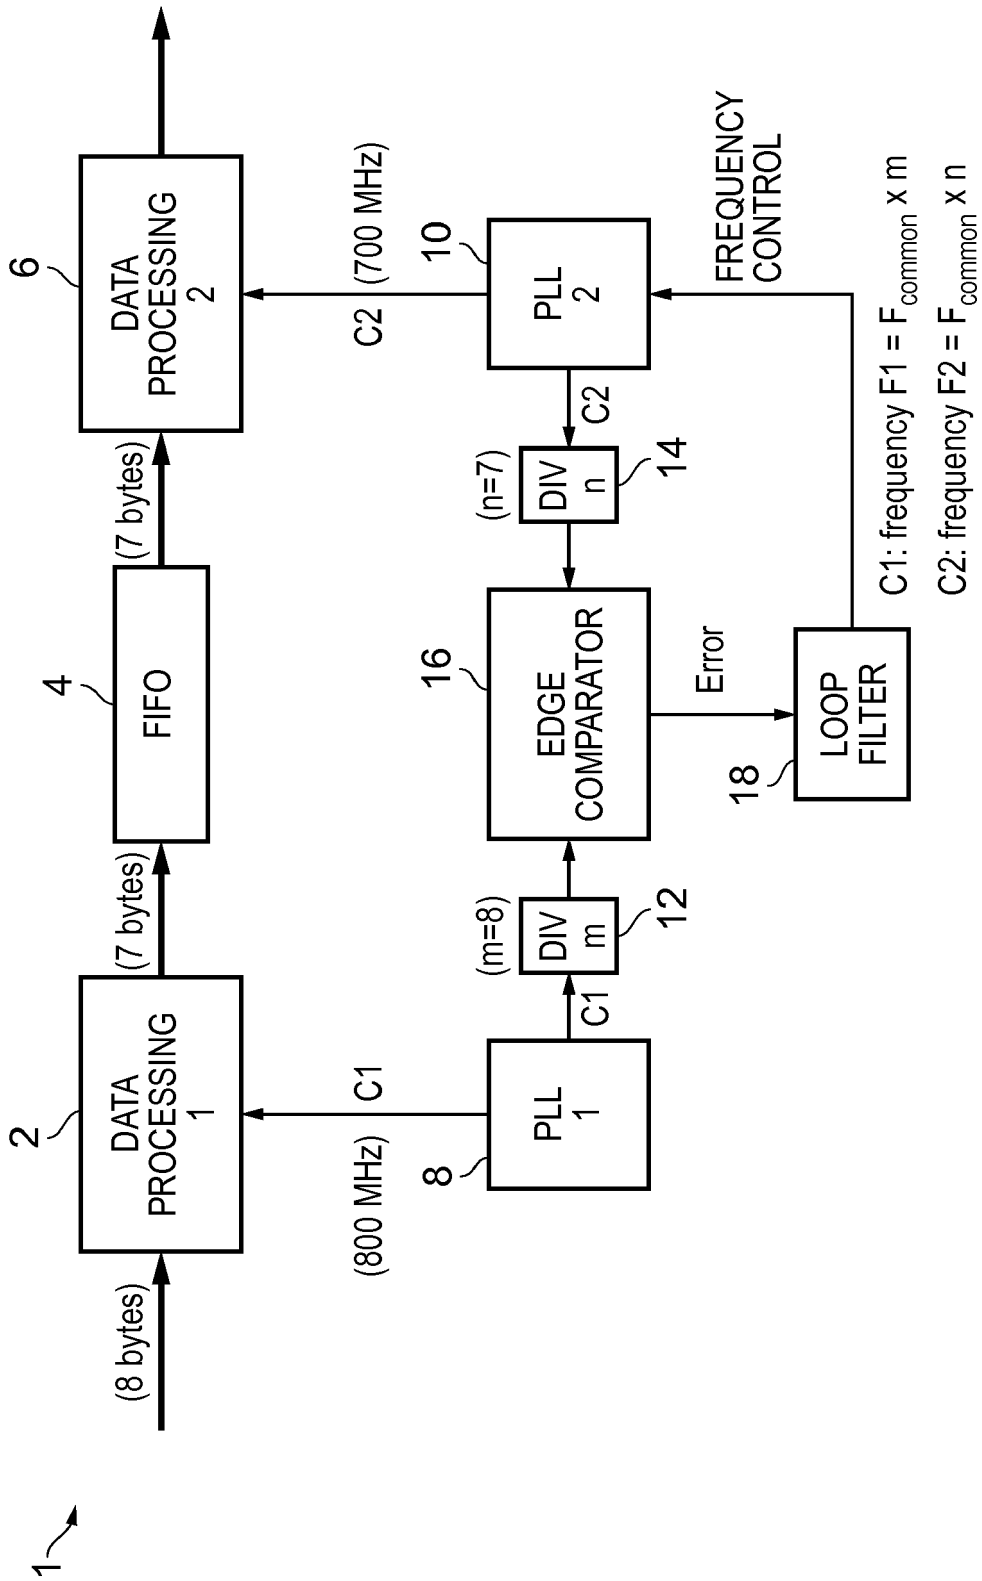 1
(8 bytes)
2
DATA
PROCESSING
1
(7 bytes)
4
FIFO
(7 bytes)
6
DATA
PROCESSING
2
(800 MHz)
C1
C2
(700 MHz)
8
PLL
1
C1
(m=8)
DIV
m
12
16
EDGE
COMPARATOR
(n=7)
DIV
n
14
C2
10
PLL
2
Error
FREQUENCY
CONTROL
18
LOOP
FILTER
C1: frequency F1 = Fcommon x m
C2: frequency F2 = Fcommon x n